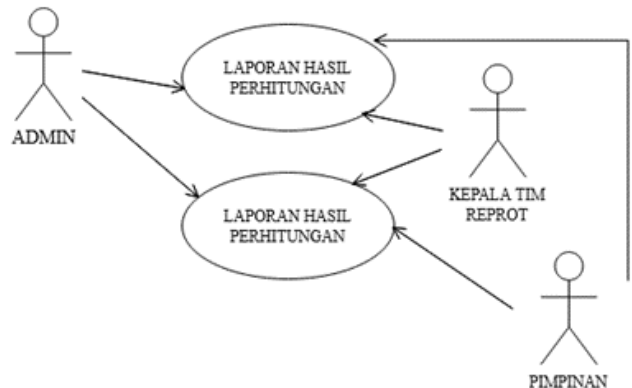 LAPORAN HASIL
PERHITUNGAN
ADMIN
KEPALA TIM
REPROT
LAPORAN HASIL
PERHITUNGAN
PIMPINAN